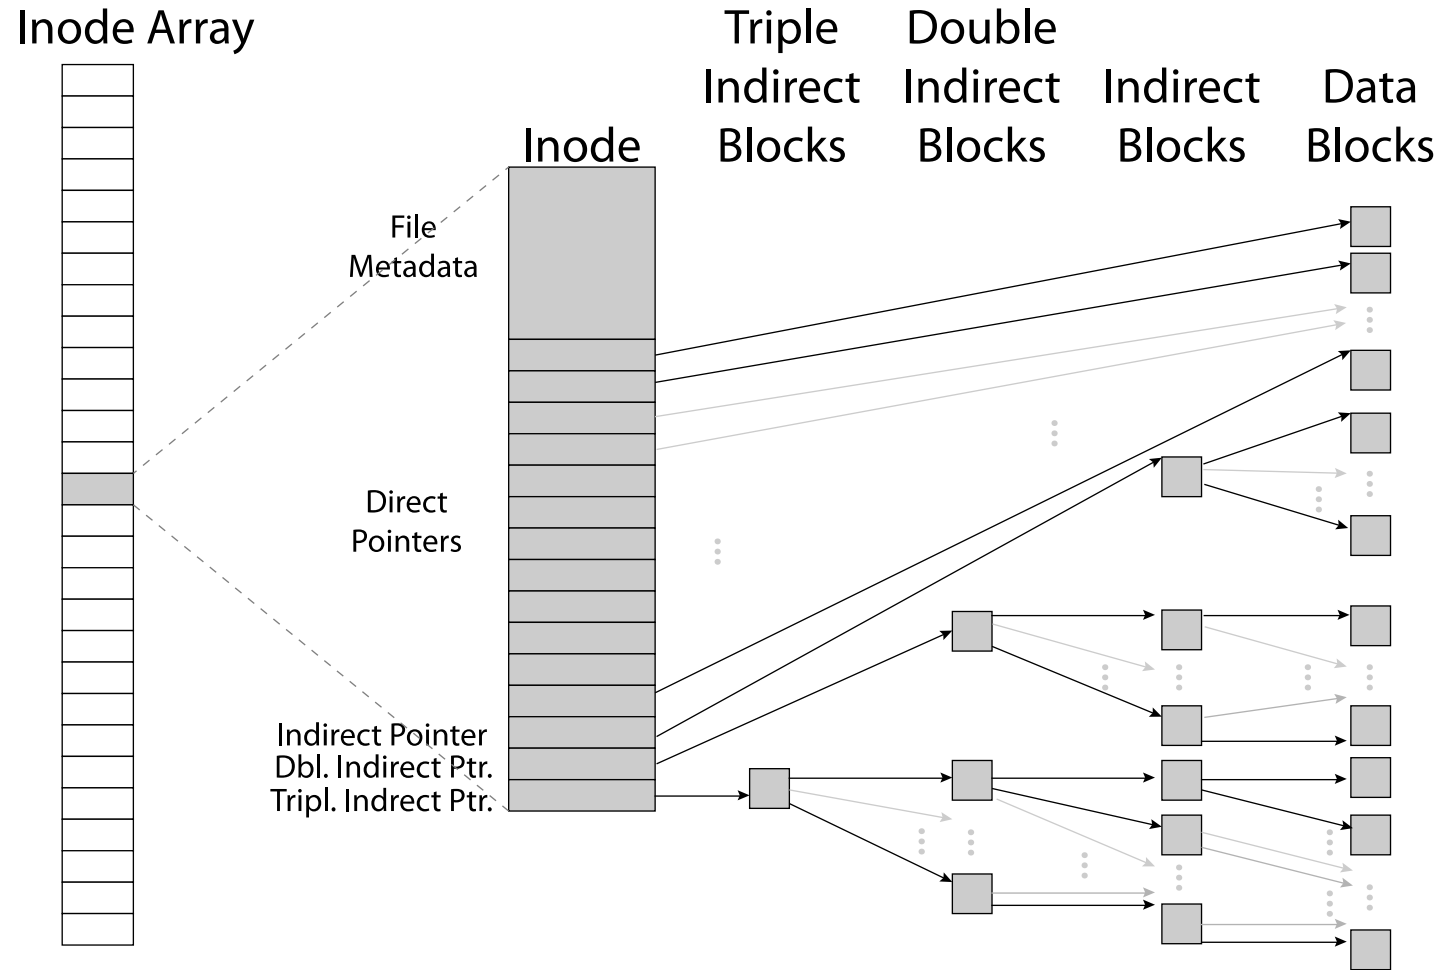 Inode Array
Triple
Indirect
Blocks
Double
Indirect
Blocks
Indirect
Blocks
Data
Blocks
Inode
File
Metadata
Direct
Pointers
Indirect Pointer
Dbl. Indirect Ptr.
Tripl. Indirect Ptr.